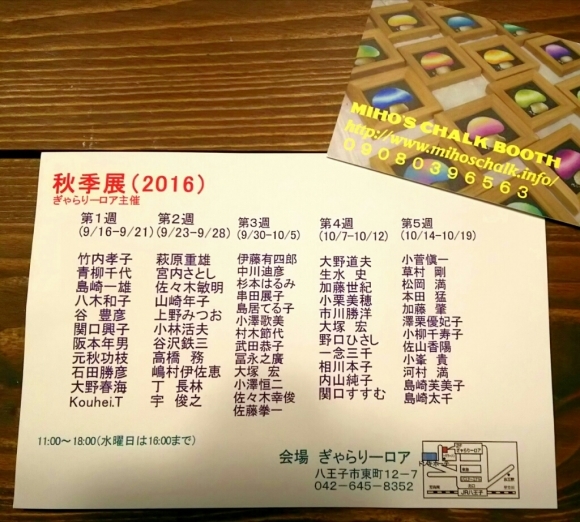 MIHO'S CHALK BOOTH
http://www.mihoschalk.info/
09080396563
秋季展(2016)
ぎゃらりーロア主催
第1週
(9/16-9/21)
竹内孝子
青柳千代
島崎一雄
八木和子
谷 豊彦
関口興子
阪本年男
元秋功枝
石田勝彦
大野春海
Kouhei.T
第2週
(9/23-9/28)
萩原重雄
宮内さとし
佐々木敏明
山崎年子
上野みつお
小林活夫
谷沢鉄三
高橋 務
嶋村伊佐恵
丁 長林
宇 俊之
第3週
(9/30-10/5)
伊藤有四郎
中川迪彦
杉本はるみ
串田展子
島居てる子
小澤歌美
村木節代
武田恭子
冨永之廣
大塚 宏
小澤恒二
佐々木幸俊
佐藤拳一
第4週
(10/7-10/12)
大野道夫
生水 史
加藤世紀
小栗美穂
市川勝洋
大塚 宏
野口ひさし
一念三千
相川本子
内山純子
関口すすむ
第5週
(10/14-10/19)
小菅愼一
草村 剛
松岡 満
本田 猛
加藤 肇
澤栗優妃子
小柳千寿子
佐山香陽
小峯 貴
河村 満
島崎芙美子
島崎太千
11:00～18:00(水曜日は16:00まで)
会場 ぎゃらりーロア
八王子市東町12-7
042-645-8352
ぎゃらりーロア
JR八王子